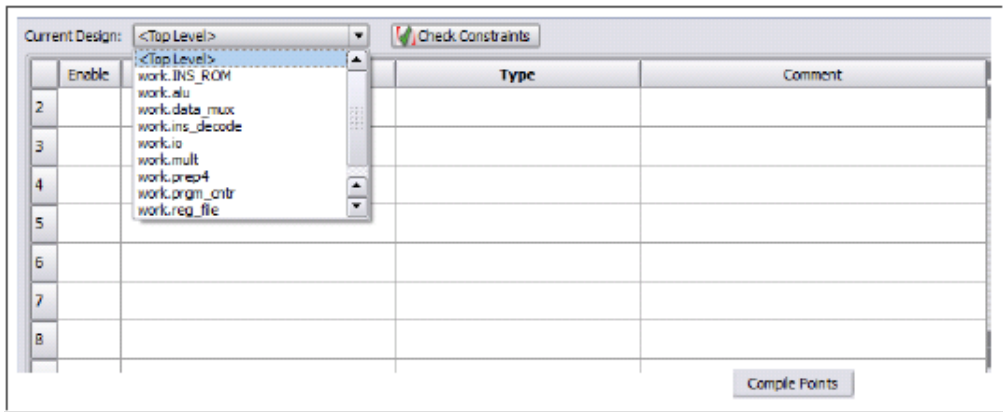 Current Design: <Top Level> Check Constraints
<Top Level>
Enable Type Comment
work.INS_ROM
work.alu
2 work.data_mux
work.ins_decode
3 work.io
work.mult
4 work.prep4
work.prgm_cntr
5 work.reg_file
6
7
8
Compile Points